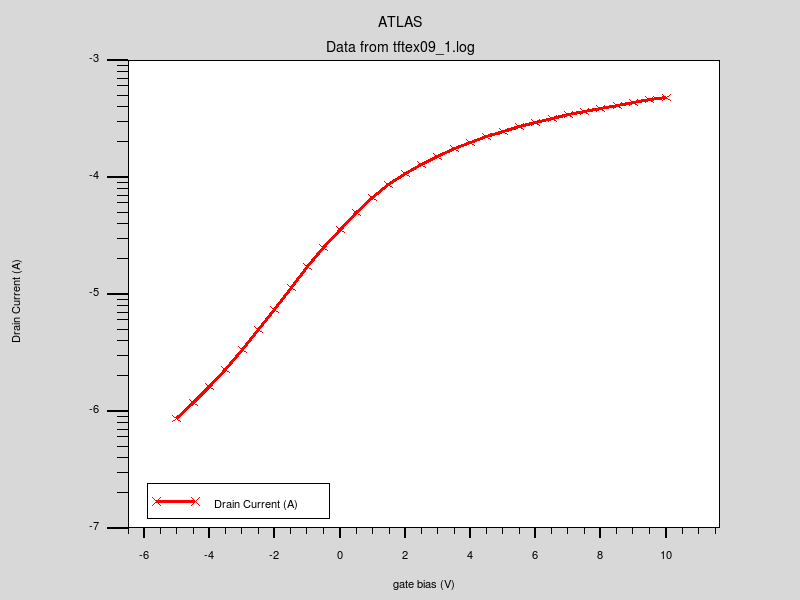 ATLAS
Data from tftex09_1.log
-3
-4
-5
-6
-7
Drain Current (A)
Drain Current (A)
-6 -4 -2 0 2 4 6 8 10
gate bias (V)